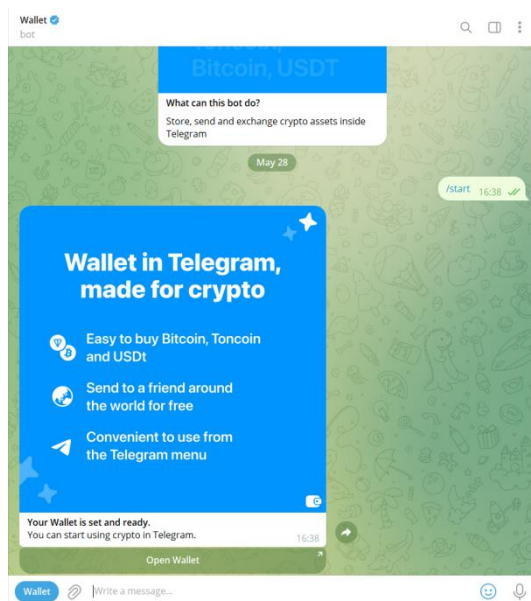 Wallet
bot
Toncoin,
Bitcoin, USDT
What can this bot do?
Store, send and exchange crypto assets inside
Telegram
May 28
/start 16:38
Wallet in Telegram,
made for crypto
Easy to buy Bitcoin, Toncoin
and USDt
Send to a friend around
the world for free
Convenient to use from
the Telegram menu
Your Wallet is set and ready.
You can start using crypto in Telegram.
16:38
Open Wallet
Wallet
Write a message...